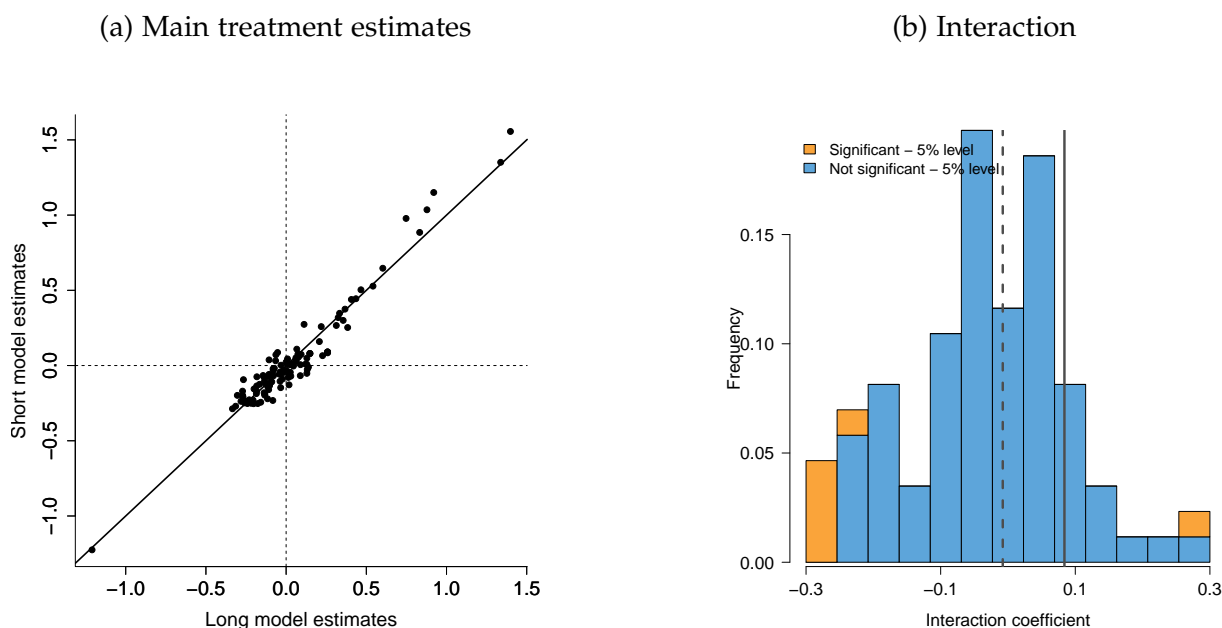 (a) Main treatment estimates
Short model estimates
1.5
1.0
0.5
0.0
−0.5
−1.0
−1.0 −0.5 0.0 0.5 1.0 1.5
Long model estimates
(b) Interaction
Significant − 5% level
Not significant − 5% level
Frequency
0.15
0.10
0.05
0.00
−0.3 −0.1 0.1 0.3
Interaction coefficient